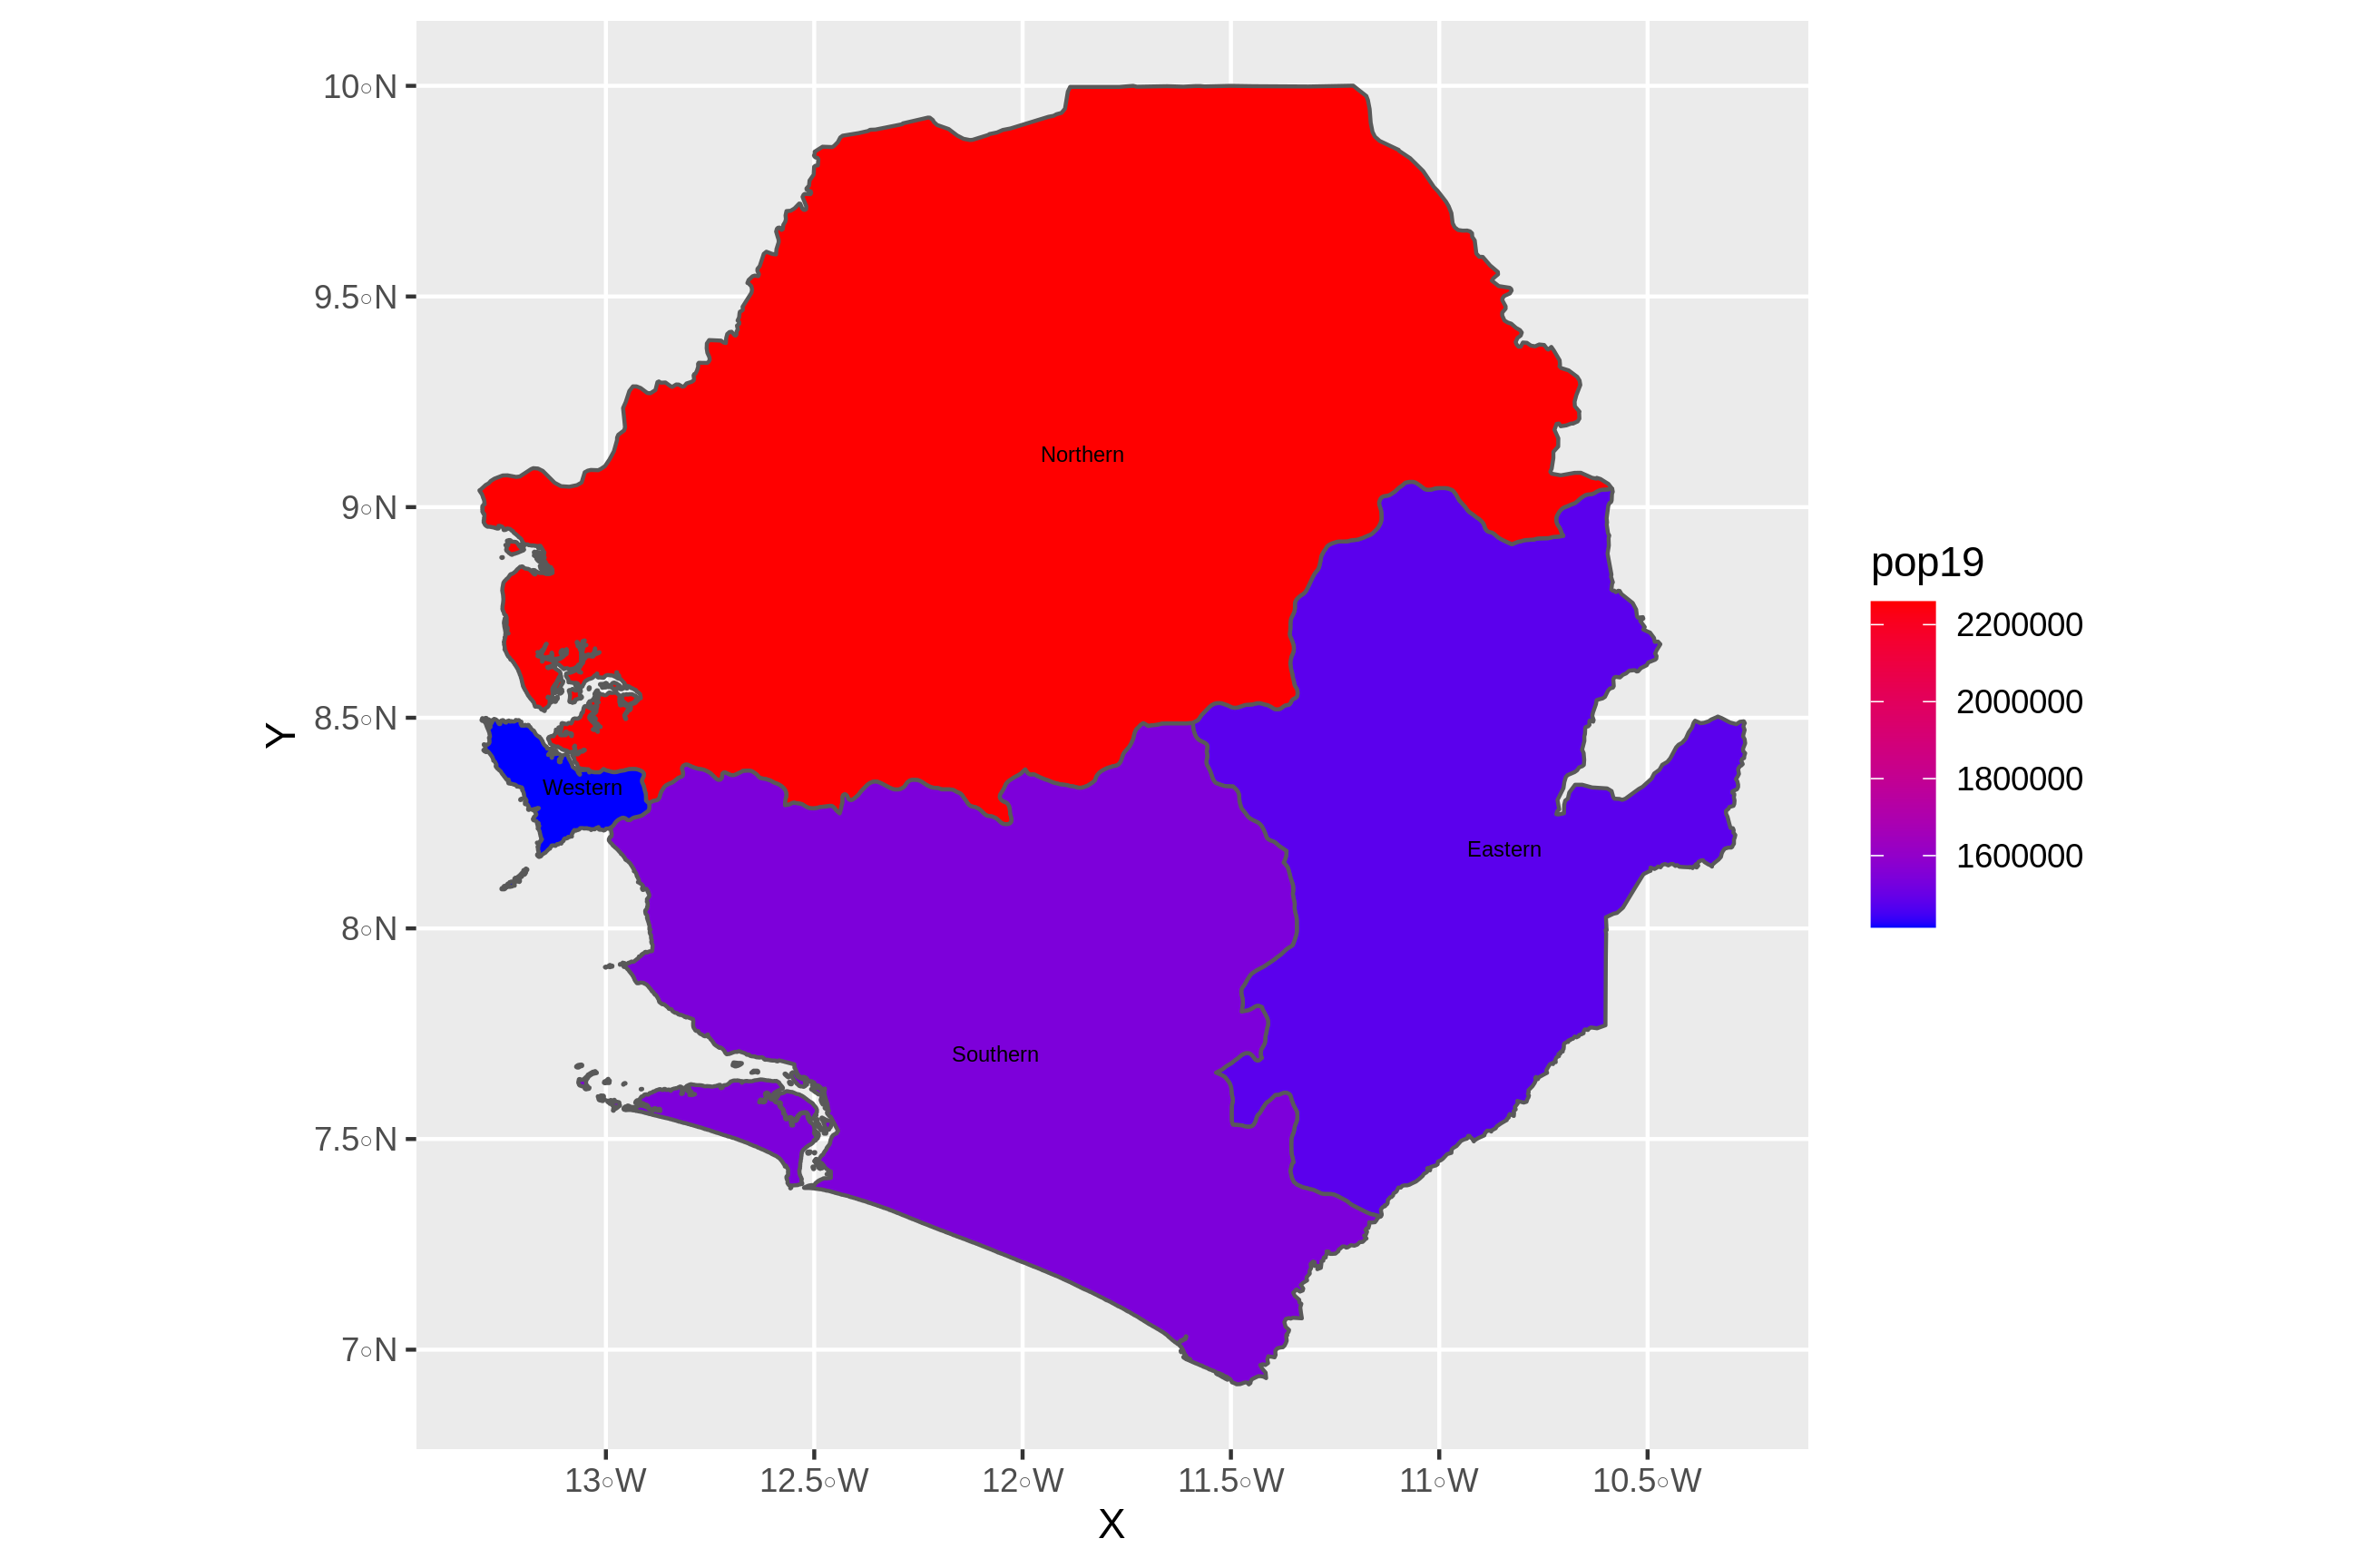 10◦N
9.5◦N
9◦N
8.5◦N
8◦N
7.5◦N
7◦N
Y
Northern
Western
Eastern
Southern
13◦W
12.5◦W
12◦W
11.5◦W
11◦W
10.5◦W
X
pop19
2200000
2000000
1800000
1600000